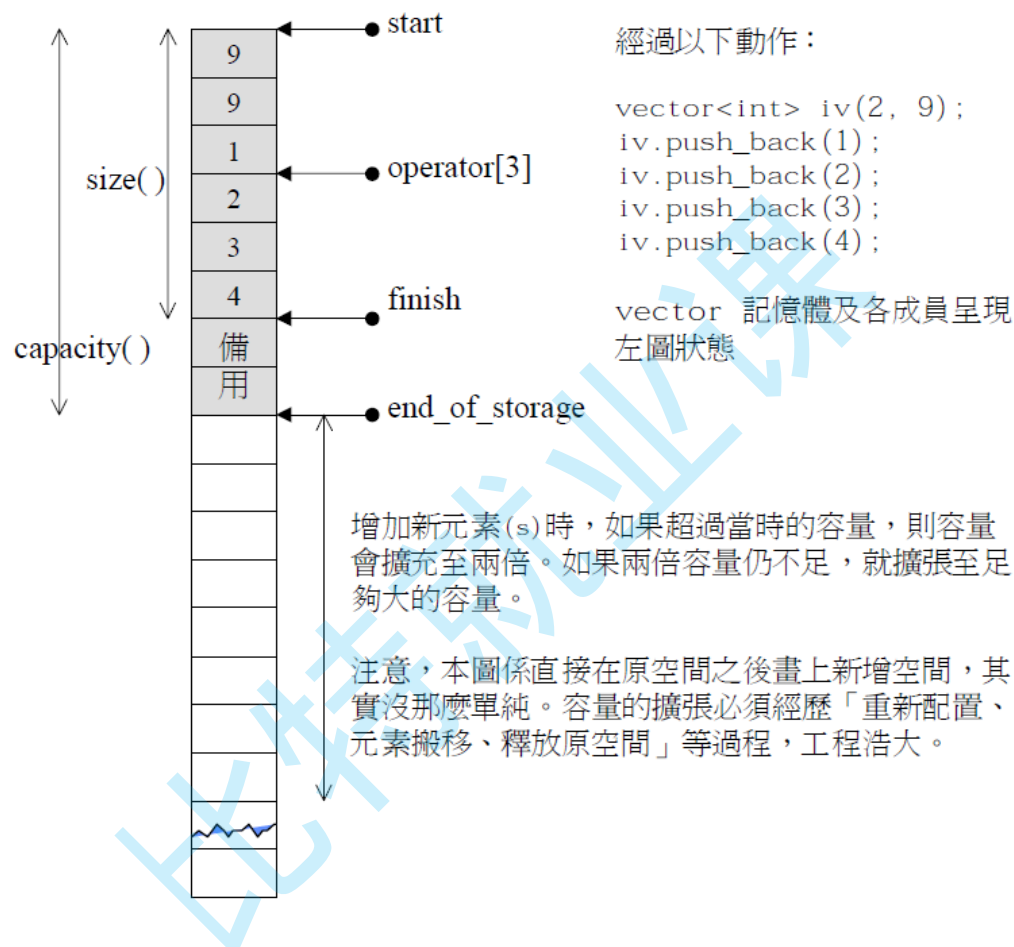 start
9
9
1
operator[3]
size( )
2
3
4
finish
capacity( )
備
用
end_of_storage
經過以下動作：
vector<int> iv(2, 9);
iv.push_back(1);
iv.push_back(2);
iv.push_back(3);
iv.push_back(4);
vector 記憶體及各成員呈現
左圖狀態
增加新元素(s)時，如果超過當時的容量，則容量
會擴充至兩倍。如果兩倍容量仍不足，就擴張至足
夠大的容量。
注意，本圖係直接在原空間之後畫上新增空間，其
實沒那麼單純。容量的擴張必須經歷「重新配置、
元素搬移、釋放原空間」等過程，工程浩大。
比特就业课